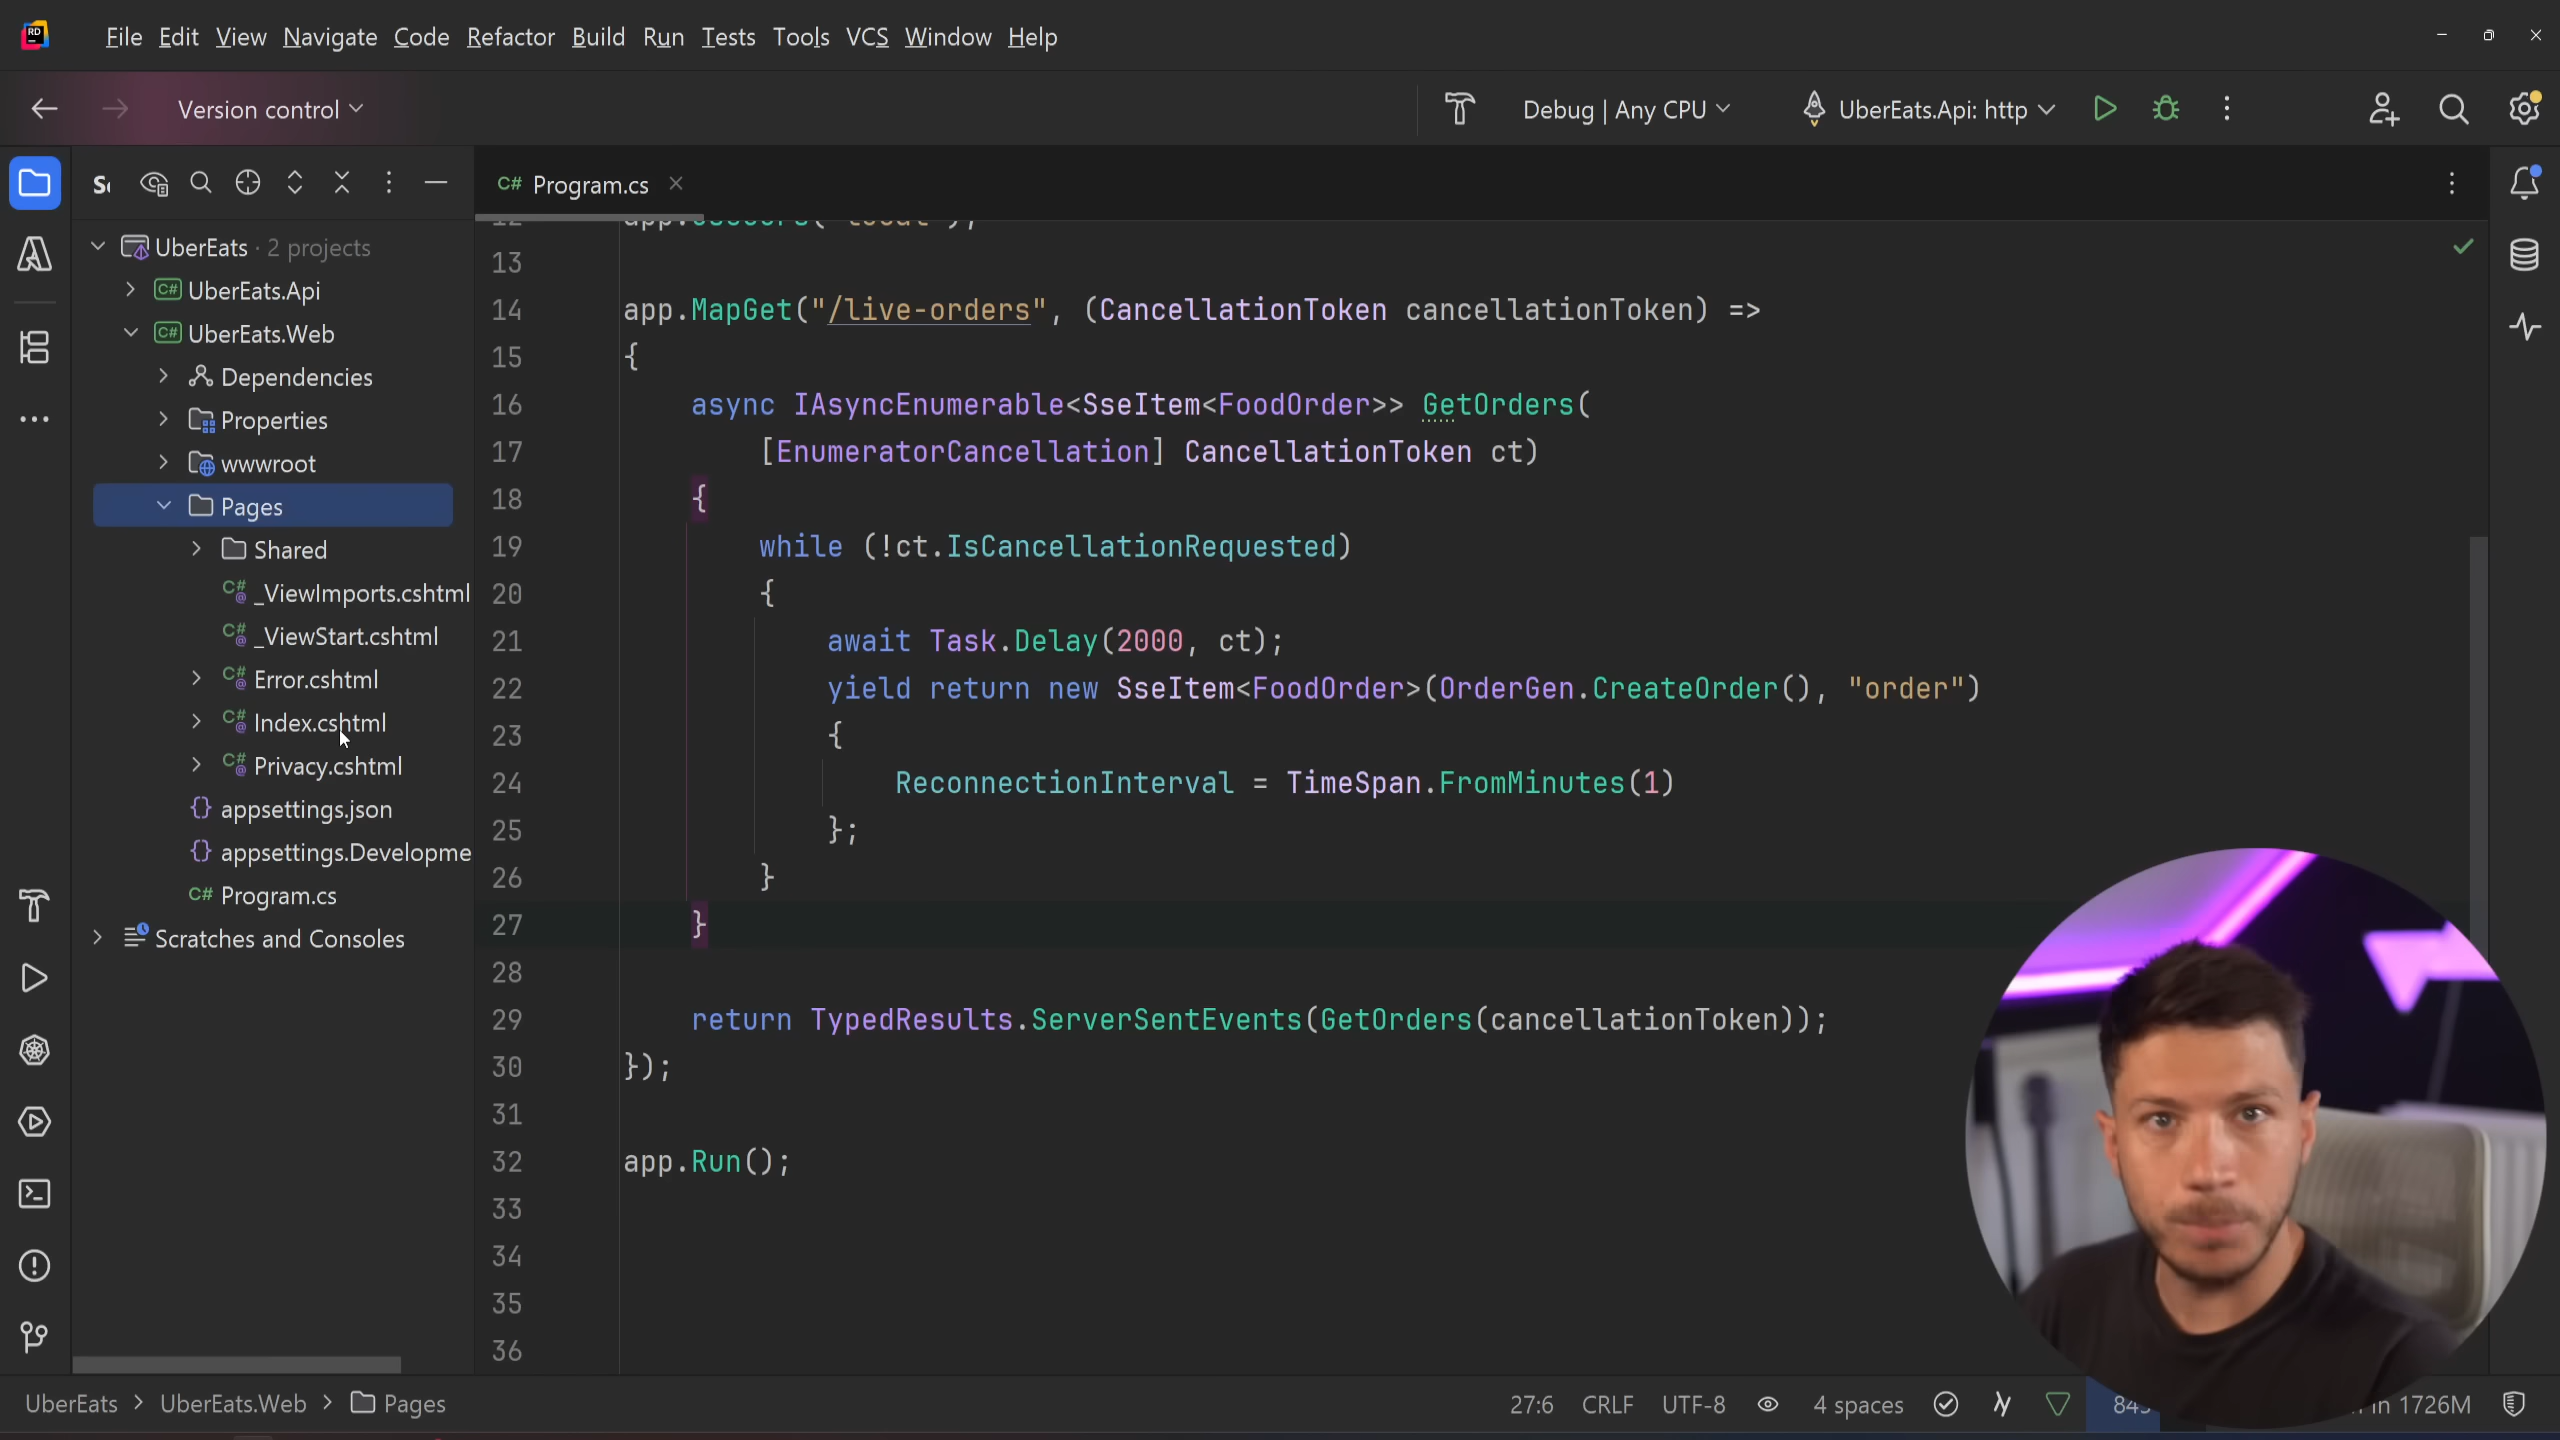 RD
File Edit View Navigate Code Refactor Build Run Tests Tools VCS Window Help
Version control
Debug | Any CPU
UberEats.Api: http
C# Program.cs
UberEats · 2 projects
C# UberEats.Api
C# UberEats.Web
Dependencies
Properties
wwwroot
Pages
Shared
C# _ViewImports.cshtml
C# _ViewStart.cshtml
C# Error.cshtml
C# Index.cshtml
C# Privacy.cshtml
{} appsettings.json
{} appsettings.Developme
C# Program.cs
Scratches and Consoles
13
14 app.MapGet("/live-orders", (CancellationToken cancellationToken) =>
15 {
16 async IAsyncEnumerable<SseItem<FoodOrder>> GetOrders(
17 [EnumeratorCancellation] CancellationToken ct)
18 {
19 while (!ct.IsCancellationRequested)
20 {
21 await Task.Delay(2000, ct);
22 yield return new SseItem<FoodOrder>(OrderGen.CreateOrder(), "order")
23 {
24 ReconnectionInterval = TimeSpan.FromMinutes(1)
25 };
26 }
27 }
28
29 return TypedResults.ServerSentEvents(GetOrders(cancellationToken));
30 });
31
32 app.Run();
33
34
35
36
UberEats > UberEats.Web > Pages
27:6 CRLF UTF-8 4 spaces in 1726M